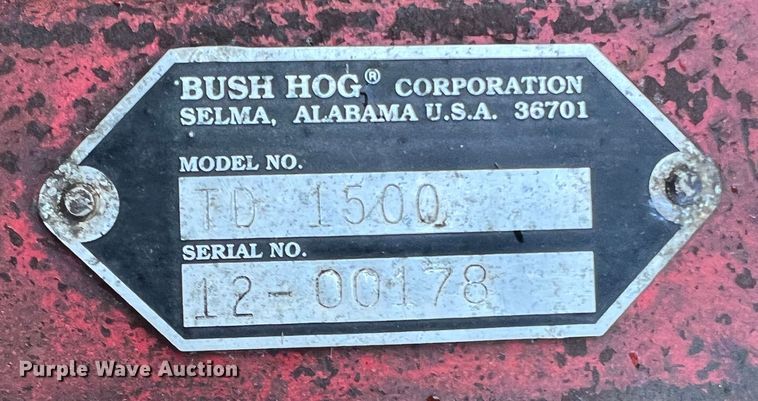 BUSH HOG® CORPORATION
SELMA, ALABAMA U.S.A. 36701
MODEL NO.
TD 1500
SERIAL NO.
12-00178
Purple Wave Auction